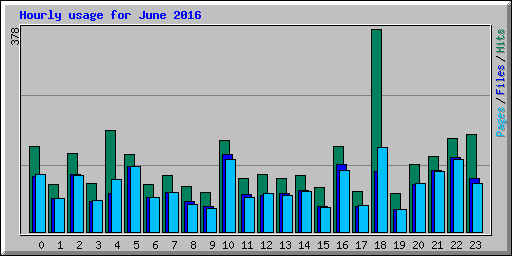 Hourly usage for June 2016
378
Pages / Files / Hits
0 1 2 3 4 5 6 7 8 9 10 11 12 13 14 15 16 17 18 19 20 21 22 23